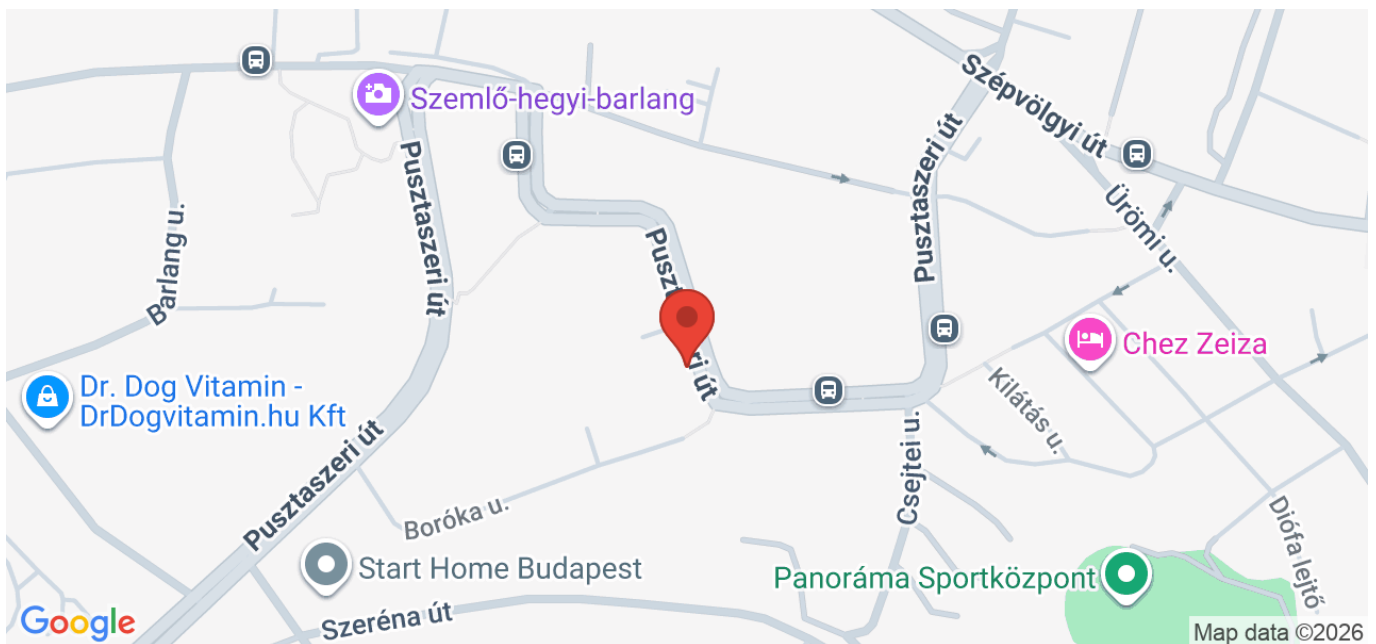 Szépvölgyi út
Szemlő-hegyi-barlang
Pusztaszeri út
Pusztaszeri út
Ürömi u.
Barlang u.
Chez Zeiza
Kilátás u.
Dr. Dog Vitamin -
DrDogvitamin.hu Kft
Pusztaszeri út
Csejtei u.
Boróka u.
Diófa lejtő
Start Home Budapest
Panoráma Sportközpont
Szeréna út
Google
Map data ©2026